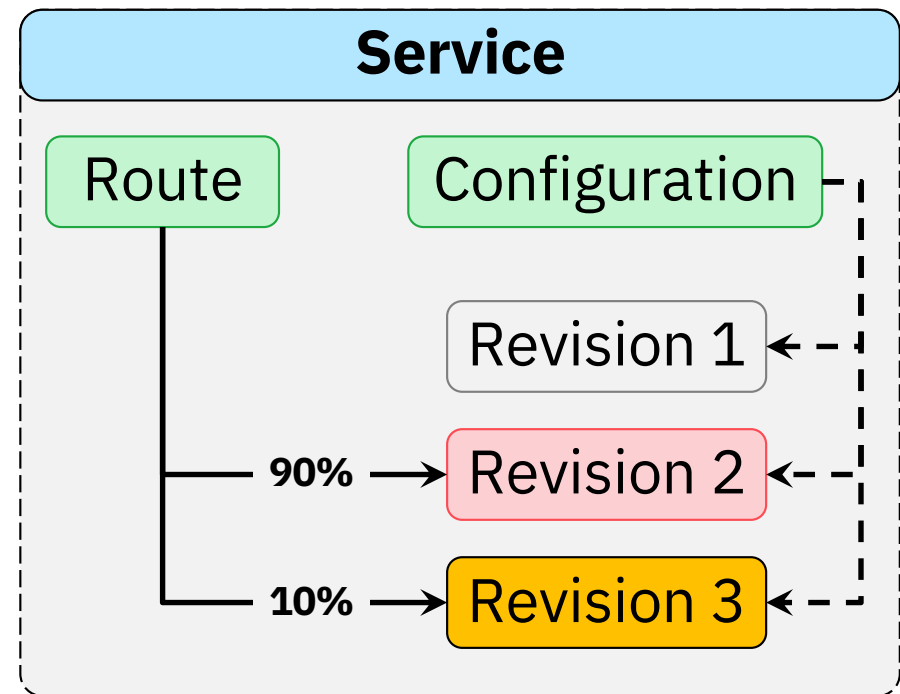 Service
Route
Configuration
Revision 1
90%
Revision 2
10%
Revision 3